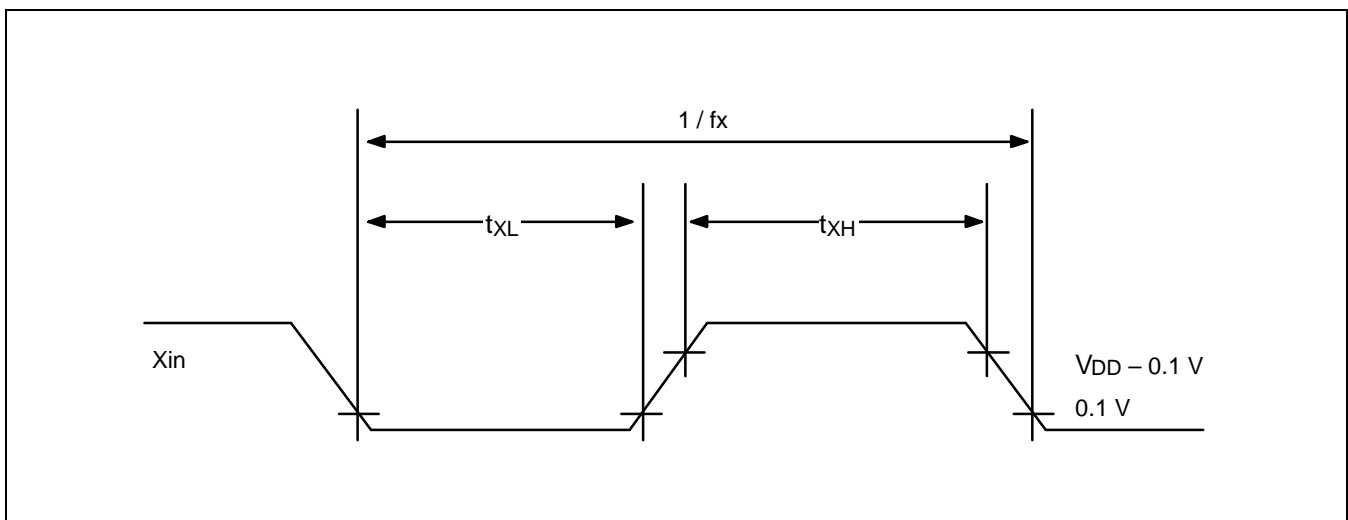 1 / fx
tXL
tXH
Xin
VDD – 0.1 V
0.1 V